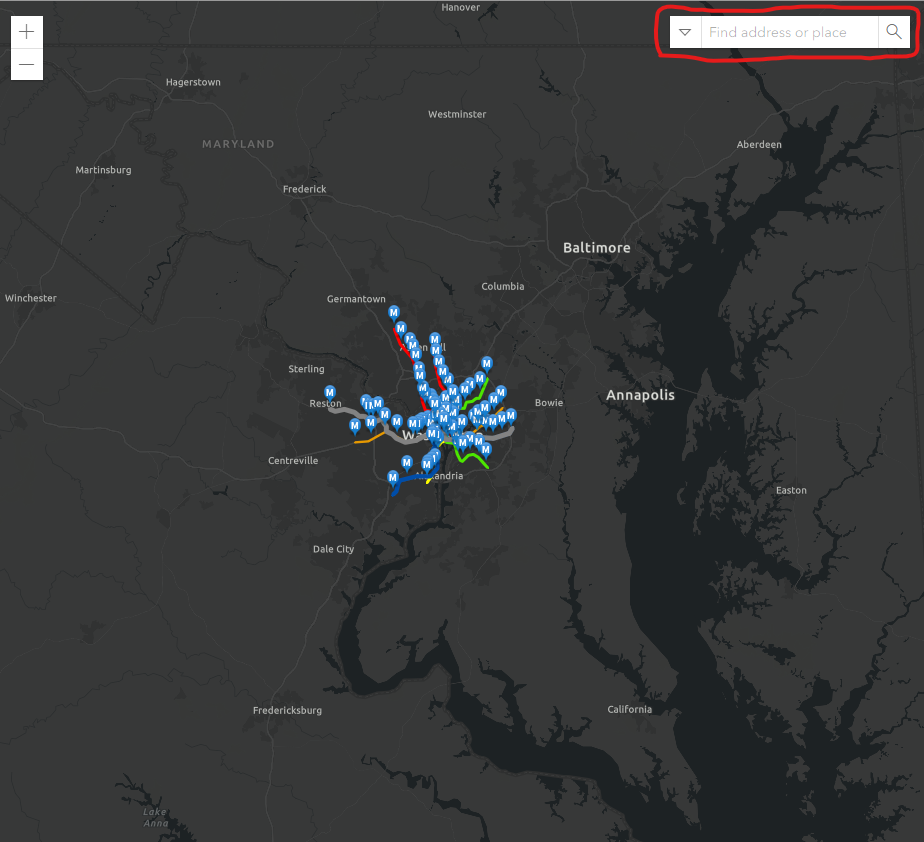 Hanover
Find address or place
Hagerstown
Westminster
MARYLAND
Aberdeen
Martinsburg
Frederick
Baltimore
Columbia
Winchester
Germantown
Sterling
Reston
Bowie
Annapolis
Centreville
Easton
Dale City
Fredericksburg
California
Lake
Anna
M